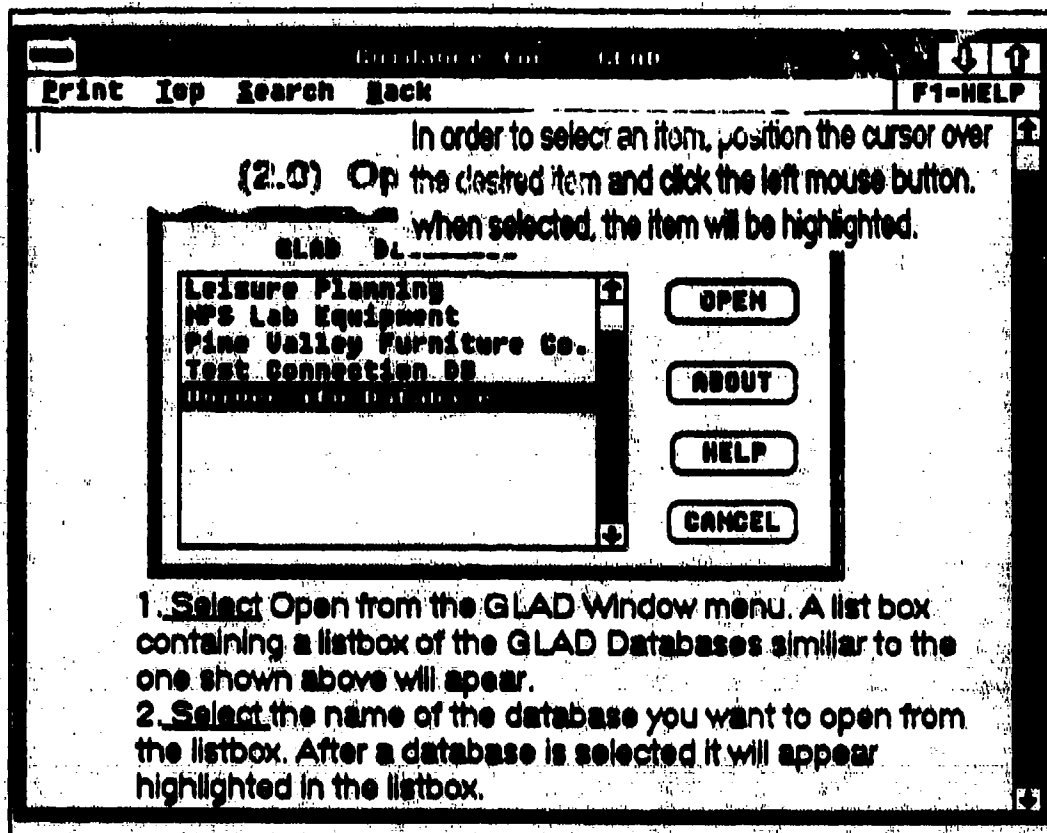 GLAD
Print Top Search Back F1=HELP
In order to select an item, position the cursor over
(2.0) Op the desired item and click the left mouse button.
when selected, the item will be highlighted.
GLAD
Leisure Planning
NPS Lab Equipment
Pine Valley Furniture Co.
Test Connection DB
OPEN
ABOUT
HELP
CANCEL
1. Select Open from the GLAD Window menu. A list box
containing a listbox of the GLAD Databases similiar to the
one shown above will apear.
2. Select the name of the database you want to open from
the listbox. After a database is selected it will appear
highlighted in the listbox.